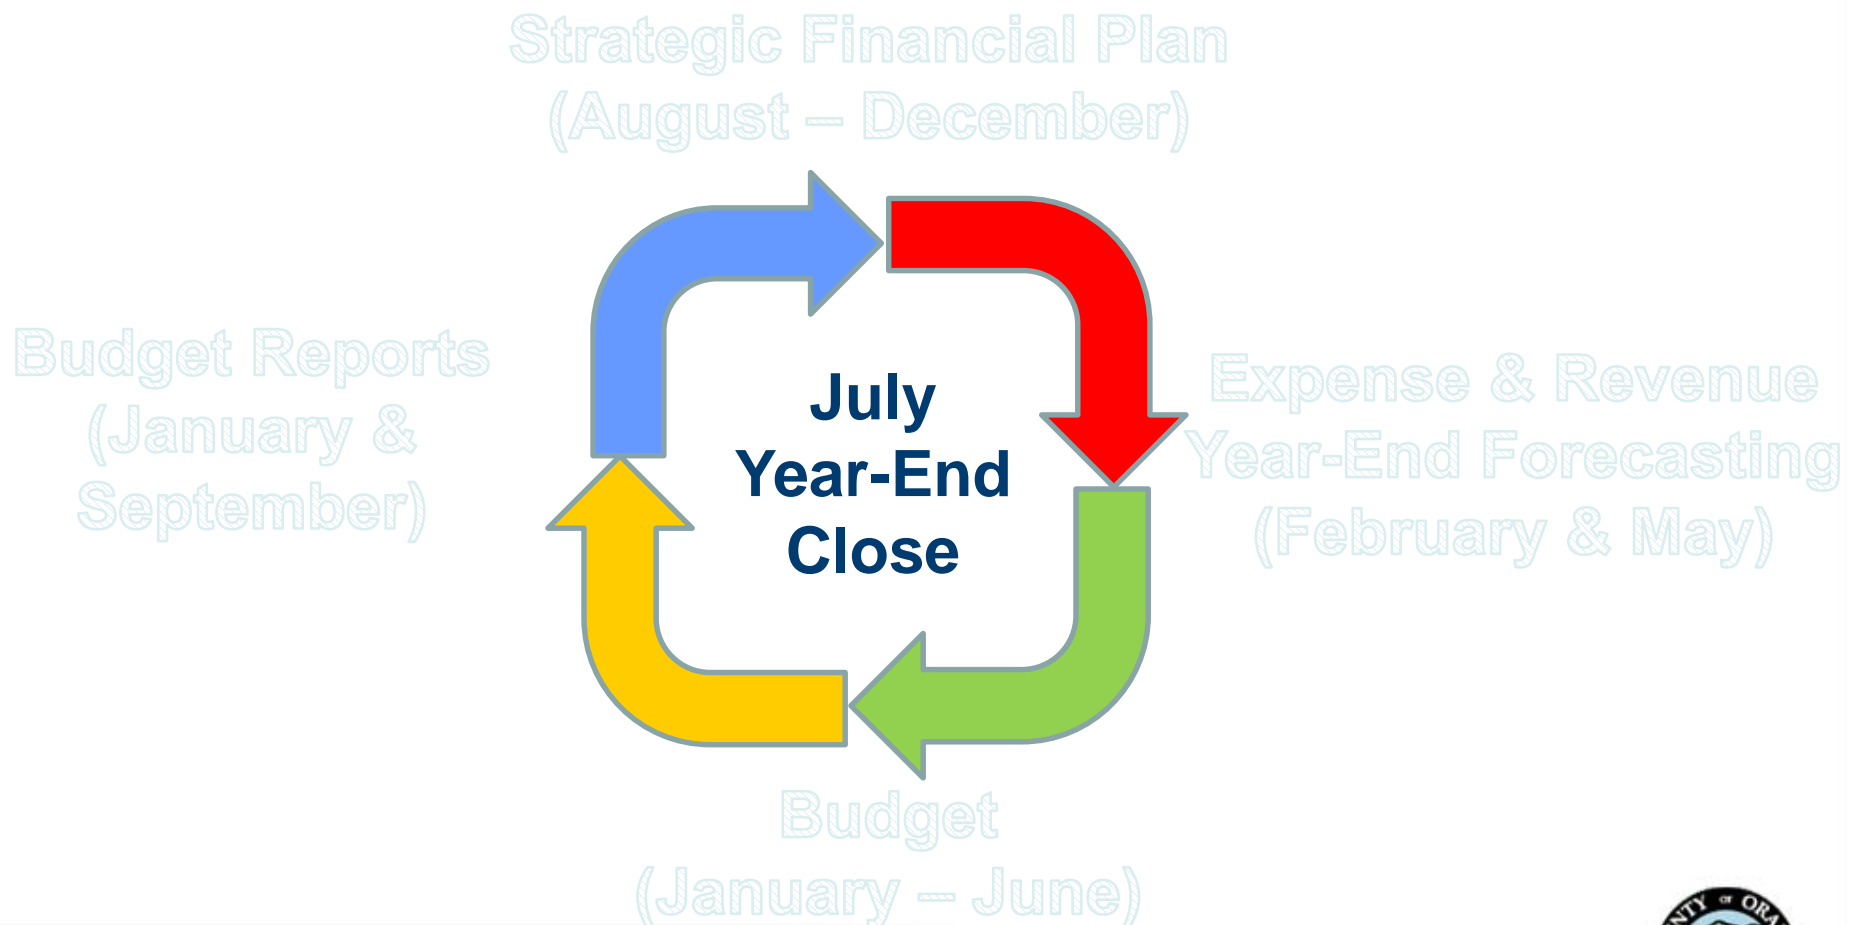 Strategic Financial Plan
(August – December)
Budget Reports
(January &
September)
July
Year-End
Close
Expense & Revenue
Year-End Forecasting
(February & May)
Budget
(January – June)